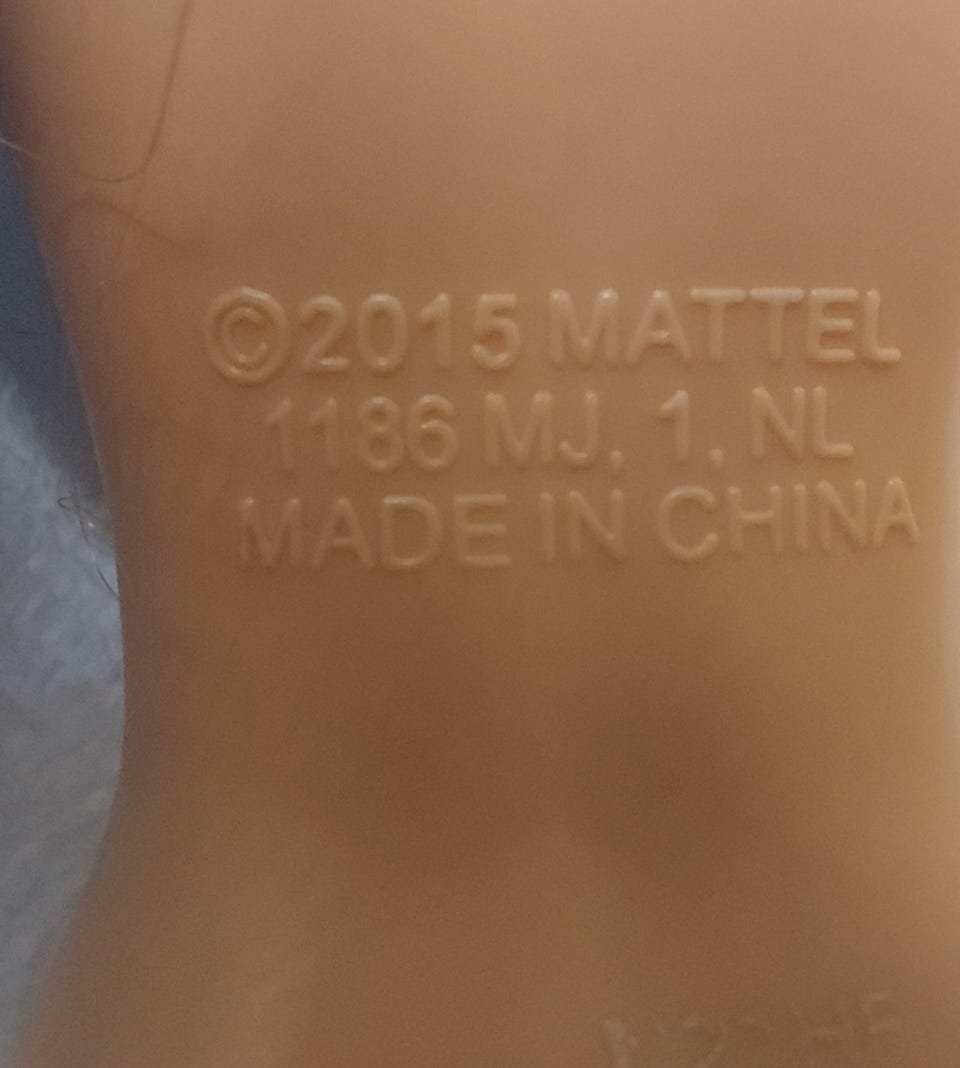 ©2015 MATTEL
1186 MJ, 1, NL
MADE IN CHINA